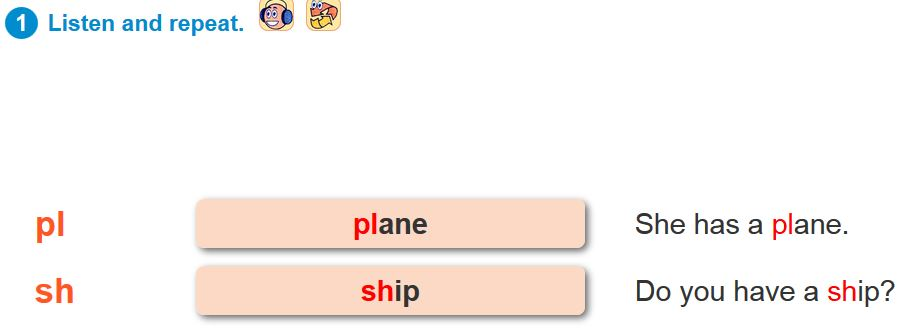 1 Listen and repeat.
pl plane She has a plane.
sh ship Do you have a ship?